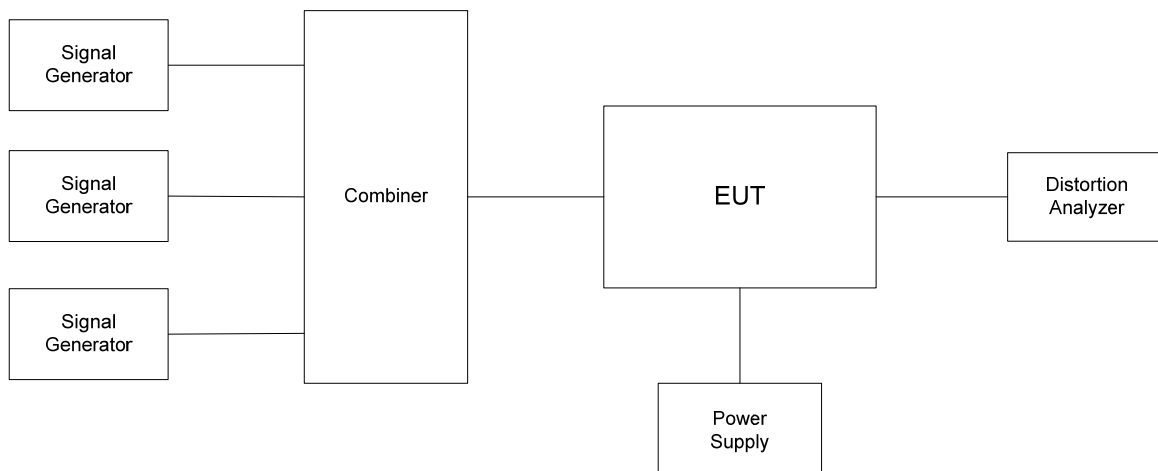 Signal
Generator
Signal
Generator
Signal
Generator
Combiner
EUT
Distortion
Analyzer
Power
Supply